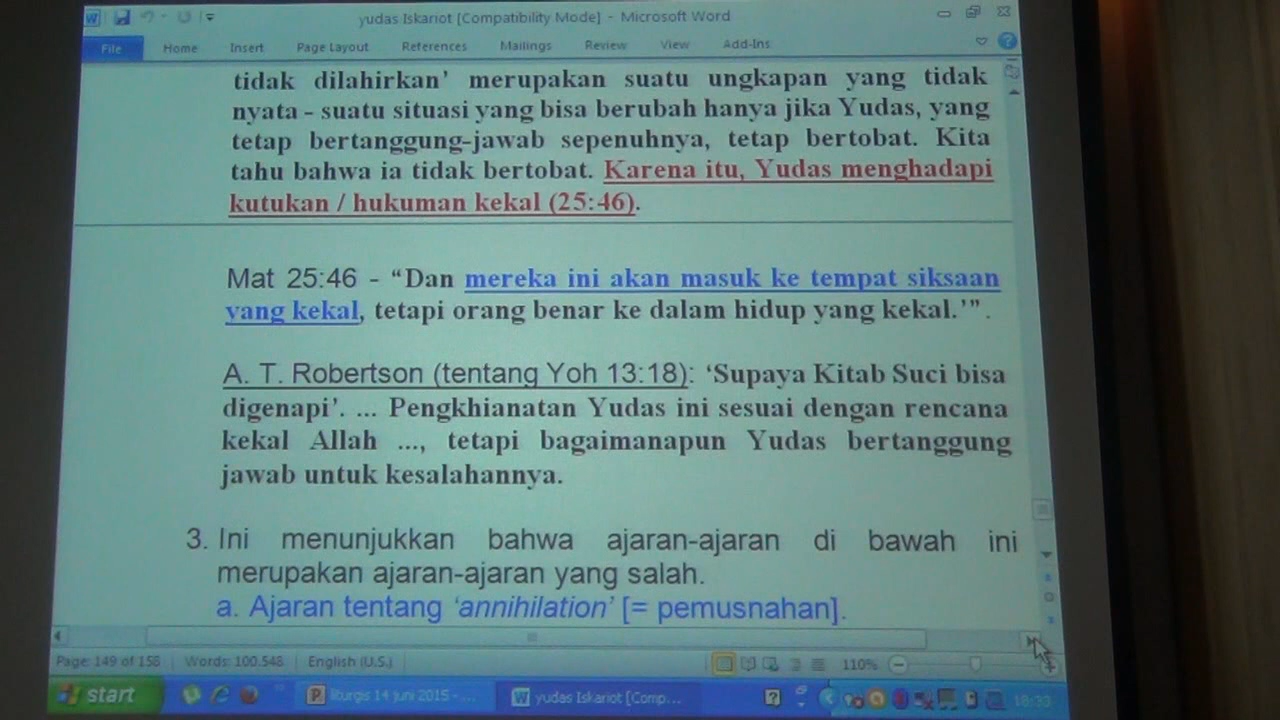 yudas Iskariot [Compatibility Mode] - Microsoft Word
File Home Insert Page Layout References Mailings Review View Add-Ins
tidak dilahirkan' merupakan suatu ungkapan yang tidak
nyata - suatu situasi yang bisa berubah hanya jika Yudas, yang
tetap bertanggung-jawab sepenuhnya, tetap bertobat. Kita
tahu bahwa ia tidak bertobat. Karena itu, Yudas menghadapi
kutukan / hukuman kekal (25:46).
Mat 25:46 - “Dan mereka ini akan masuk ke tempat siksaan
yang kekal, tetapi orang benar ke dalam hidup yang kekal.’”.
A. T. Robertson (tentang Yoh 13:18): ‘Supaya Kitab Suci bisa
digenapi’. ... Pengkhianatan Yudas ini sesuai dengan rencana
kekal Allah ..., tetapi bagaimanapun Yudas bertanggung
jawab untuk kesalahannya.
3. Ini menunjukkan bahwa ajaran-ajaran di bawah ini
merupakan ajaran-ajaran yang salah.
a. Ajaran tentang ‘annihilation’ [= pemusnahan].
Page: 149 of 158 Words: 100.548 English (U.S.) 110%
start liturgis 14 juni 2015 - ... yudas Iskariot [Comp... 18:33